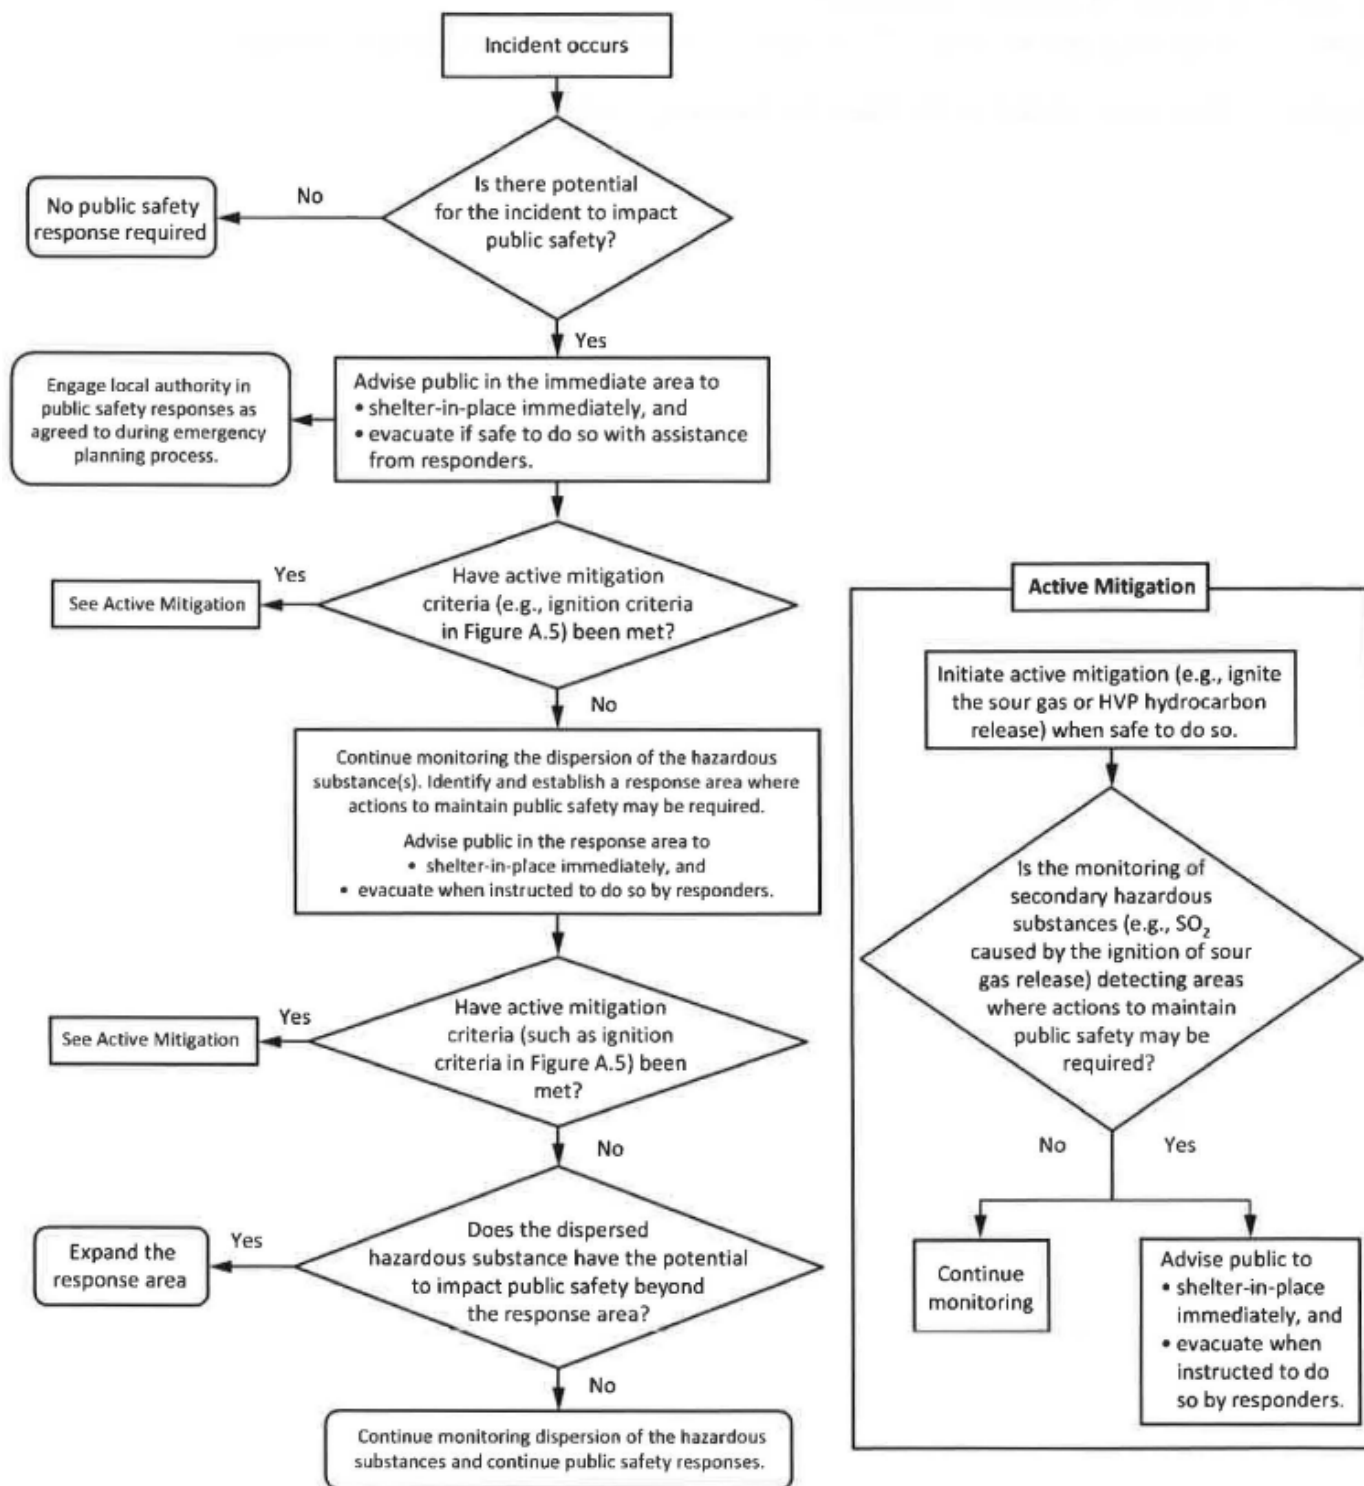 Incident occurs
Is there potential
for the incident to impact
public safety?
No
No public safety
response required
Yes
Advise public in the immediate area to
• shelter-in-place immediately, and
• evacuate if safe to do so with assistance
from responders.
Engage local authority in
public safety responses as
agreed to during emergency
planning process.
Have active mitigation
criteria (e.g., ignition criteria
in Figure A.5) been met?
Yes
See Active Mitigation
No
Continue monitoring the dispersion of the hazardous
substance(s). Identify and establish a response area where
actions to maintain public safety may be required.
Advise public in the response area to
• shelter-in-place immediately, and
• evacuate when instructed to do so by responders.
Have active mitigation
criteria (such as ignition
criteria in Figure A.5) been
met?
Yes
See Active Mitigation
No
Does the dispersed
hazardous substance have the potential
to impact public safety beyond
the response area?
Yes
Expand the
response area
No
Continue monitoring dispersion of the hazardous
substances and continue public safety responses.
Active Mitigation
Initiate active mitigation (e.g., ignite
the sour gas or HVP hydrocarbon
release) when safe to do so.
Is the monitoring of
secondary hazardous
substances (e.g., SO₂
caused by the ignition of sour
gas release) detecting areas
where actions to maintain
public safety may be
required?
No
Yes
Continue
monitoring
Advise public to
• shelter-in-place
immediately, and
• evacuate when
instructed to do
so by responders.